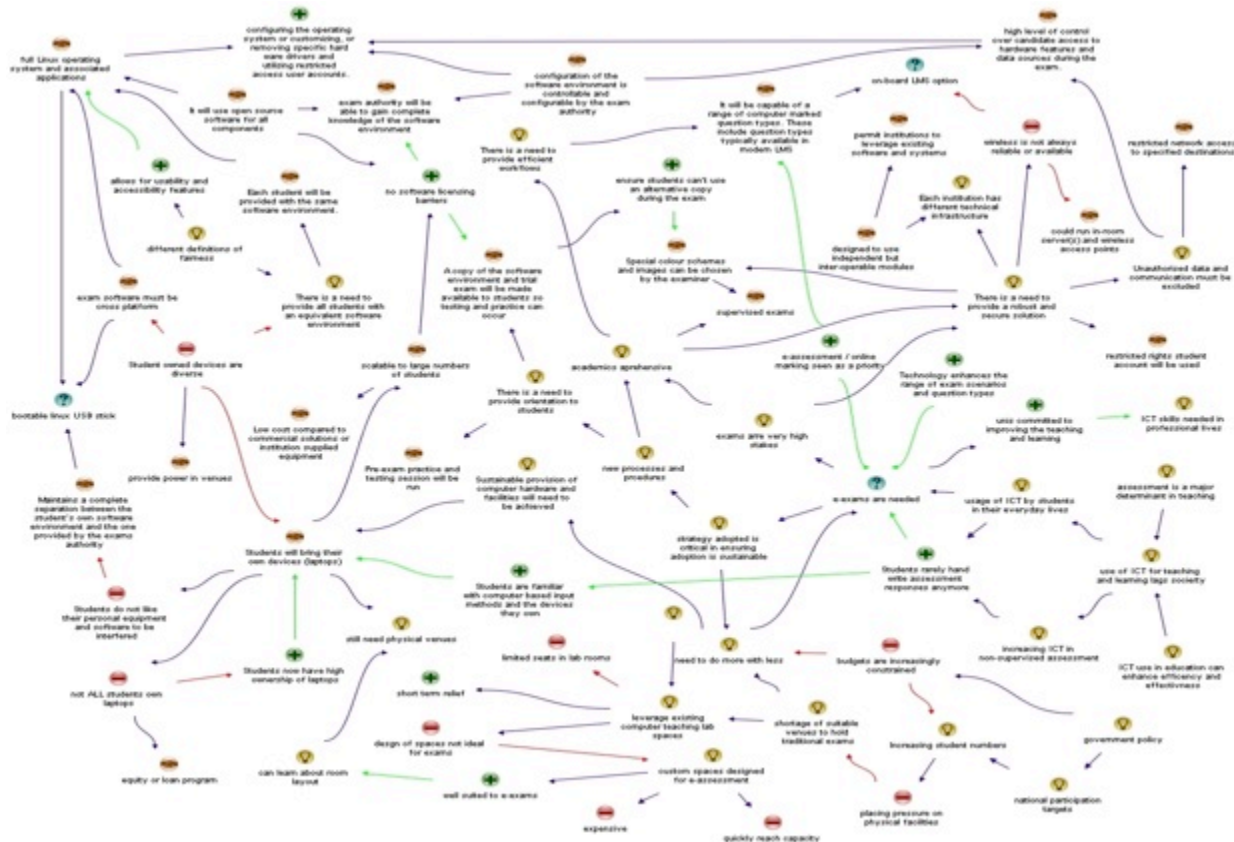 full Linux operating
system and associated
applications
configuring the operating
system or customizing, or
removing specific hard
ware drivers and
utilizing restricted
access user accounts.
high level of control
over candidate access to
hardware features and
data sources during the
exam.
configuration of the
software environment is
controllable and
configurable by the exam
authority
on-board LMS option
It will use open source
software for all
components
exam authority will be
able to gain complete
knowledge of the software
environment
It will be capable of a
range of computer marked
question types. These
include question types
typically available in
modern LMS
permit institutions to
leverage existing
software and systems
wireless is not always
reliable or available
restricted network access
to specified destinations
There is a need to
provide efficient
workflows
allows for usability and
accessibility features
Each student will be
provided with the same
software environment.
no software licencing
barriers
ensure students can't use
an alternative copy
during the exam
Each institution has
different technical
infrastructure
could run in-room
server(s) and wireless
access points
different definitions of
fairness
designed to use
independent but
inter-operable modules
A copy of the software
environment and trial
exam will be made
available to students so
testing and practice can
occur
Special colour schemes
and images can be chosen
by the examiner
Unauthorised data and
communication must be
excluded
exam software must be
cross platform
There is a need to
provide all students with
an equivalent software
environment
supervised exams
There is a need to
provide a robust and
secure solution
Student owned devices are
diverse
scalable to large numbers
of students
academics aprehensive
e-assessment / online
marking seen as a priority
restricted rights student
account will be used
Technology enhances the
range of exam scenarios
and question types
bootable linux USB stick
There is a need to
provide orientation to
students
Low cost compared to
commercial solutions or
institution supplied
equipment
exams arre very high
stakes
unis committed to
improving the teaching
and learning
ICT skills needed in
professional lives
provide power in venues
Pre-exam practice and
testing session will be
run
Sustainable provision of
computer hardware and
facilities will need to
be achieved
new processes and
procedures
e-exams are needed
usage of ICT by students
in their everyday lives
assessment is a major
determinant in teaching
Maintains a complete
separation between the
student's own software
environment and the one
provided by the exams
authority
Students will bring their
own devices (laptops)
strategy adopted is
critical in ensuring
adoption is sustainable
Students rarely hand
write assessment
responses anymore
use of ICT for teaching
and learning lags society
Students are familiar
with computer based input
methods and the devices
they own
Students do not like
their personal equipment
and software to be
interfered
still need physical venues
limited seats in lab rooms
need to do more with less
budgets are increasingly
constrained
increasing ICT in
non-supervised assessment
ICT use in education can
enhance efficency and
effectivness
Students now have high
ownership of laptops
not ALL students own
laptops
short term relief
leverage existing
computer teaching lab
spaces
shortage of suitable
venues to hold
traditional exams
government policy
design of spaces not ideal
for exams
Increasing student numbers
equity or loan program
can learn about room
layout
well suited to e-exams
custom spaces designed
for e-assessment
national participation
targets
placing pressure on
physical facilities
expensive
quickly reach capacity